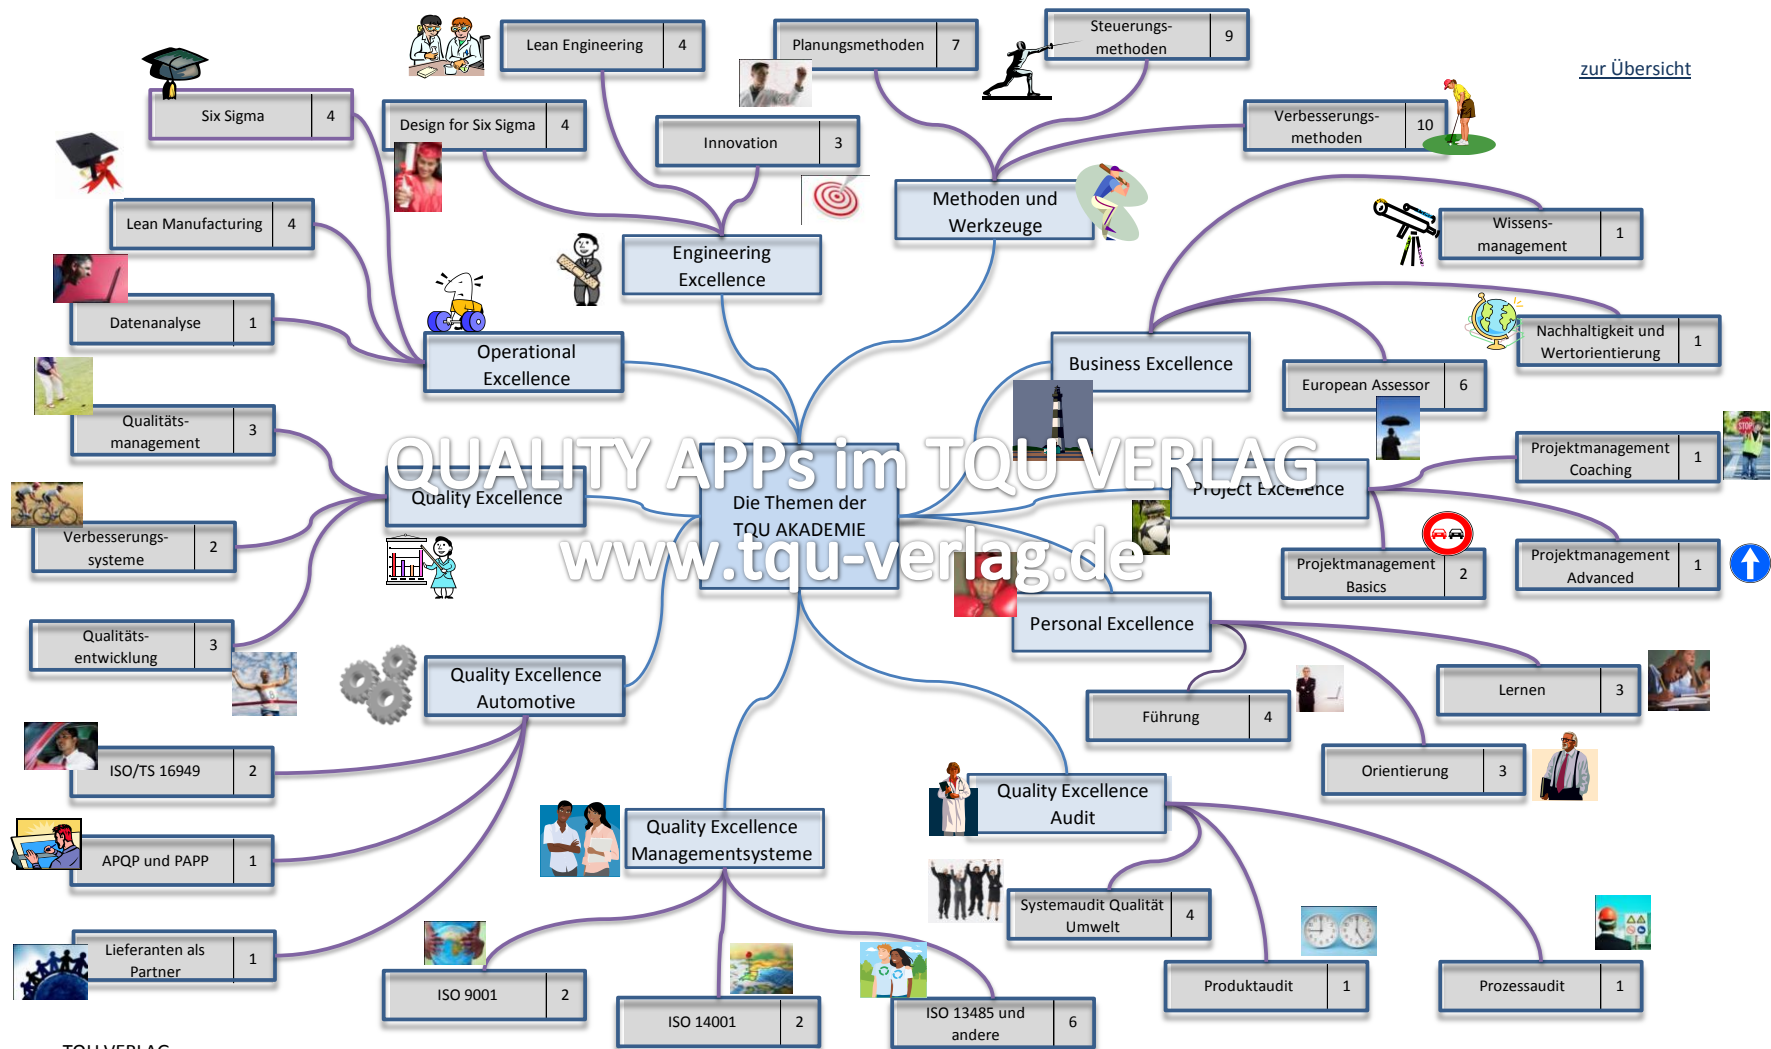 Lean Engineering 4
Planungsmethoden 7
Steuerungs-
methoden 9
zur Übersicht
Six Sigma 4
Design for Six Sigma 4
Innovation 3
Verbesserungs-
methoden 10
Methoden und
Werkzeuge
Lean Manufacturing 4
Wissens-
management 1
Engineering
Excellence
Datenanalyse 1
Nachhaltigkeit und
Wertorientierung 1
Operational
Excellence
Business Excellence
European Assessor 6
Qualitäts-
management 3
Projektmanagement
Coaching 1
STOP
QUALITY APPs im TQU VERLAG
Quality Excellence
Die Themen der
TQU AKADEMIE
Project Excellence
www.tqu-verlag.de
Verbesserungs-
systeme 2
Projektmanagement
Basics 2
Projektmanagement
Advanced 1
Personal Excellence
Qualitäts-
entwicklung 3
Quality Excellence
Automotive
Lernen 3
Führung 4
Orientierung 3
ISO/TS 16949 2
Quality Excellence
Audit
Quality Excellence
Managementsysteme
APQP und PAPP 1
Systemaudit Qualität
Umwelt 4
Lieferanten als
Partner 1
ISO 9001 2
ISO 14001 2
ISO 13485 und
andere 6
Produktaudit 1
Prozessaudit 1
TQU VERLAG